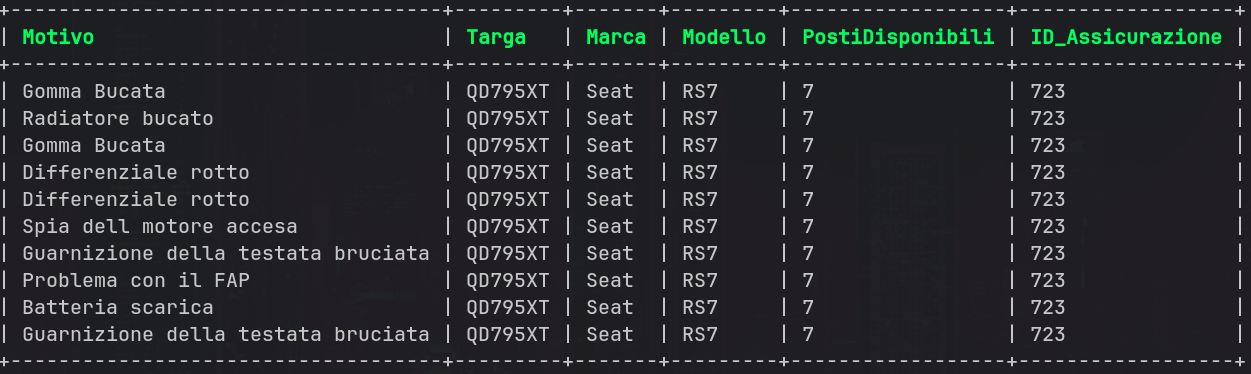 +------------------------------------+---------+-------+---------+------------------+------------------+
| Motivo                             | Targa   | Marca | Modello | PostiDisponibili | ID_Assicurazione |
+------------------------------------+---------+-------+---------+------------------+------------------+
| Gomma Bucata                       | QD795XT | Seat  | RS7     | 7                | 723              |
| Radiatore bucato                   | QD795XT | Seat  | RS7     | 7                | 723              |
| Gomma Bucata                       | QD795XT | Seat  | RS7     | 7                | 723              |
| Differenziale rotto                | QD795XT | Seat  | RS7     | 7                | 723              |
| Differenziale rotto                | QD795XT | Seat  | RS7     | 7                | 723              |
| Spia dell motore accesa            | QD795XT | Seat  | RS7     | 7                | 723              |
| Guarnizione della testata bruciata | QD795XT | Seat  | RS7     | 7                | 723              |
| Problema con il FAP                | QD795XT | Seat  | RS7     | 7                | 723              |
| Batteria scarica                   | QD795XT | Seat  | RS7     | 7                | 723              |
| Guarnizione della testata bruciata | QD795XT | Seat  | RS7     | 7                | 723              |
+------------------------------------+---------+-------+---------+------------------+------------------+